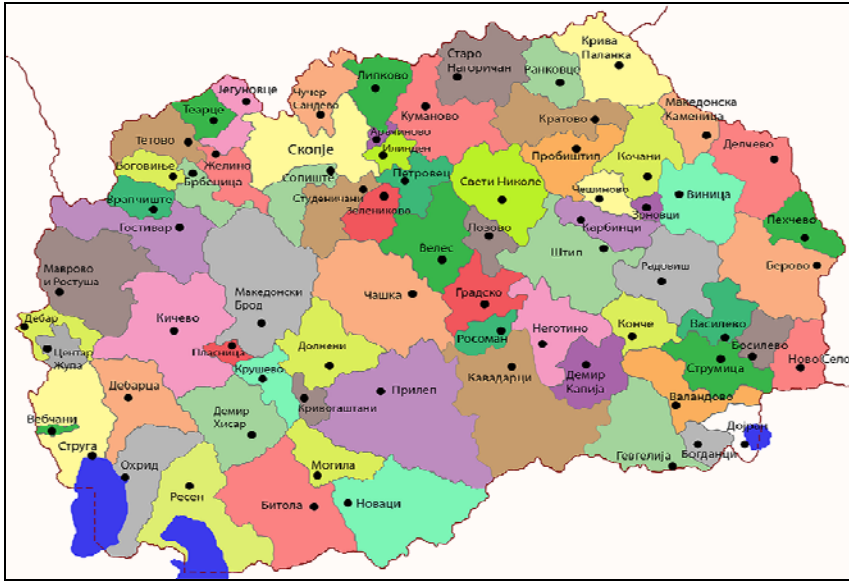 Крива
Паланка
Старо
Нагоричан
Ранковце
Липково
Јегуновце
Чучер
Сандево
Теарце
Куманово
Кратово
Македонска
Каменица
Арачиново
Тетово
Илинден
Скопје
Делчево
Пробиштип
Кочани
Желино
Боговиње
Брбеница
Сопиште
Петровец
Свети Николе
Чешиново
Виница
Студеничани
Врапчиште
Зелениково
Зрновци
Гостивар
Лозово
Карбинци
Пехчево
Велес
Штип
Маврово
и Ростуша
Радовиш
Берово
Македонски
Брод
Чашка
Градско
Дебар
Кичево
Неготино
Конче
Василево
Центар
Жупа
Пласница
Долнени
Росоман
Босилево
Ново Село
Крушево
Кавадарци
Демир
Капија
Струмица
Дебарца
Прилеп
Кривогаштани
Валандово
Вебчани
Демир
Хисар
Струга
Дојрон
Богданци
Гевгелија
Охрид
Могила
Ресен
Битола
Новаци